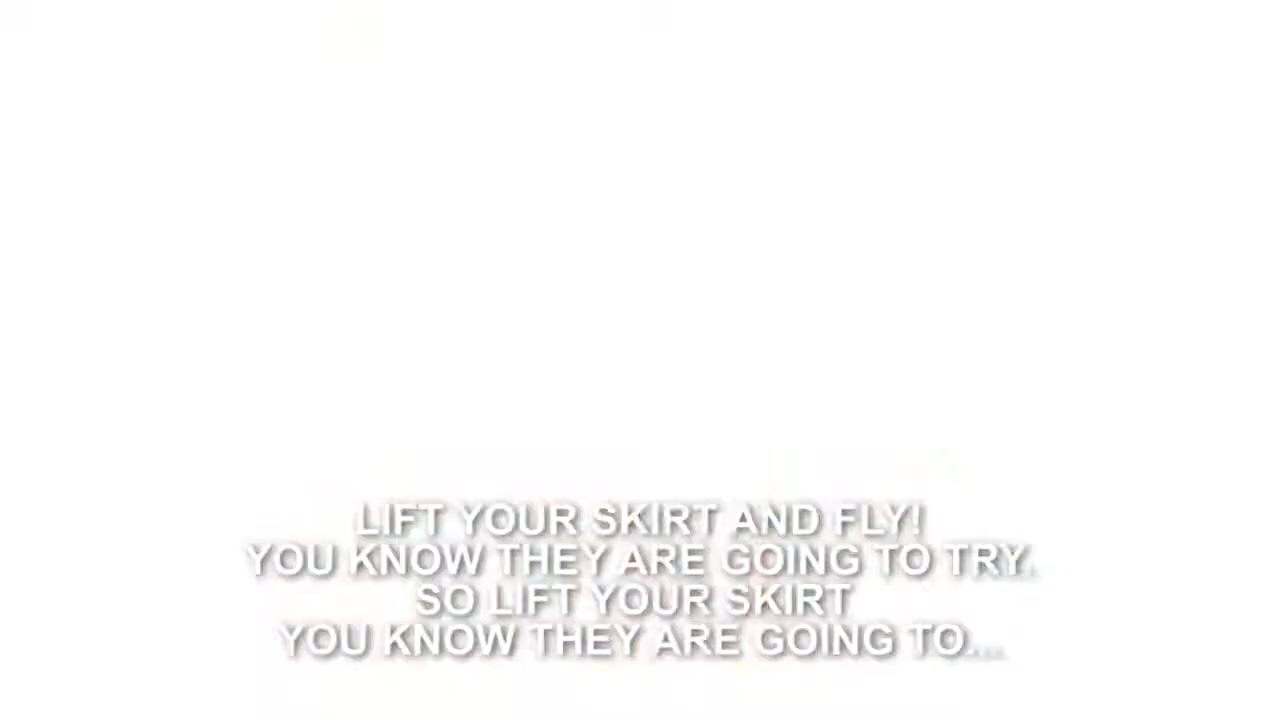 LIFT YOUR SKIRT AND FLY!
YOU KNOW THEY ARE GOING TO TRY.
SO LIFT YOUR SKIRT
YOU KNOW THEY ARE GOING TO...